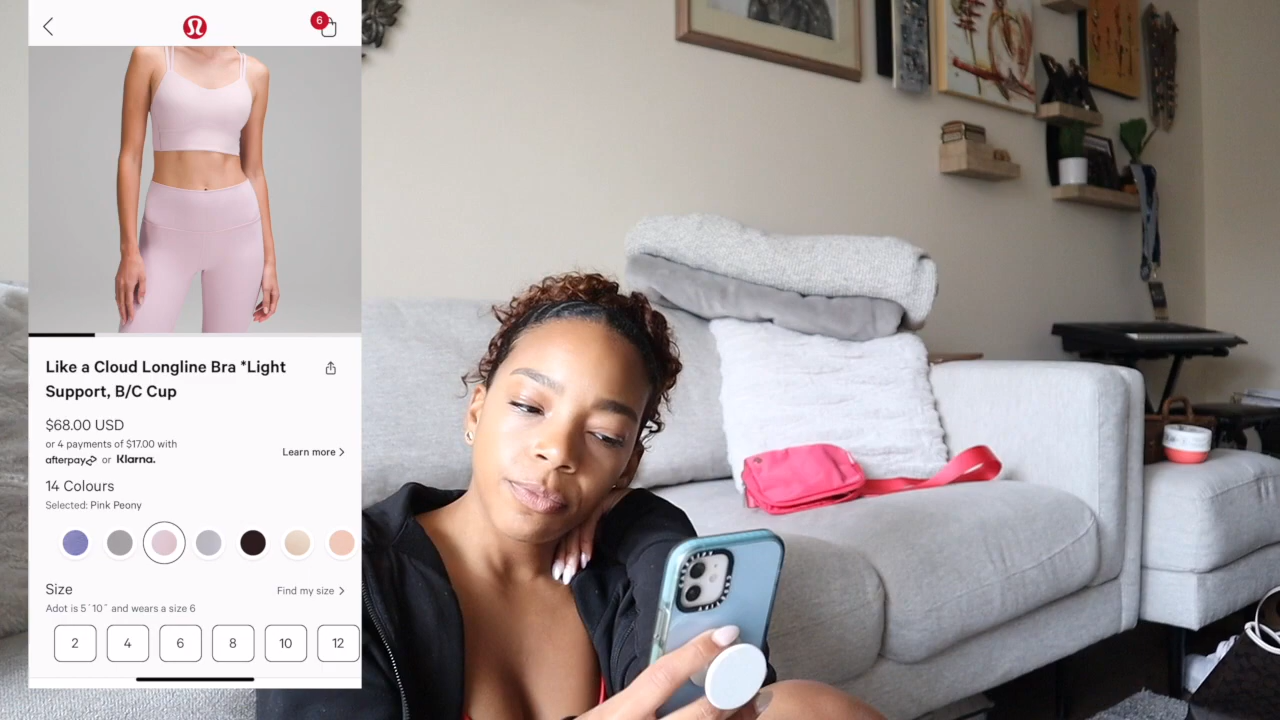 6
Like a Cloud Longline Bra *Light
Support, B/C Cup
$68.00 USD
or 4 payments of $17.00 with
afterpay or Klarna.
Learn more
14 Colours
Selected: Pink Peony
Size
Find my size
Adot is 5´10˝ and wears a size 6
2 4 6 8 10 12